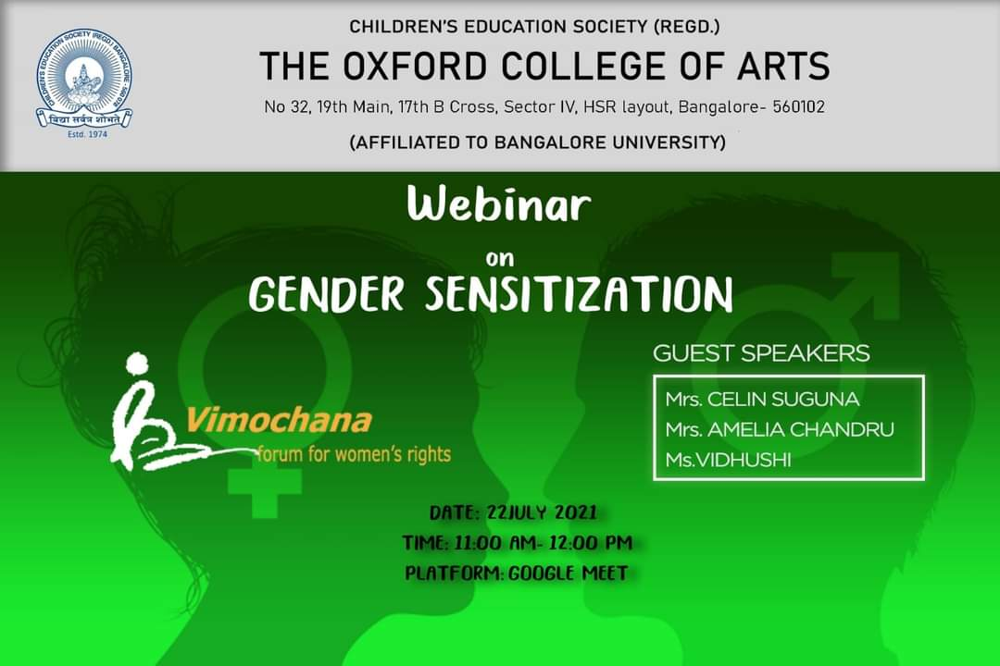 CHILDREN'S EDUCATION SOCIETY (REGD.)
THE OXFORD COLLEGE OF ARTS
No 32, 19th Main, 17th B Cross, Sector IV, HSR layout, Bangalore- 560102
(AFFILIATED TO BANGALORE UNIVERSITY)
CHILDREN'S EDUCATION SOCIETY (REGD.) BANGALORE - 560 078
विद्या सर्वत्र शोभते
Estd. 1974
Webinar
on
GENDER SENSITIZATION
Vimochana
forum for women's rights
GUEST SPEAKERS
Mrs. CELIN SUGUNA
Mrs. AMELIA CHANDRU
Ms.VIDHUSHI
DATE: 22JULY 2021
TIME: 11:00 AM- 12:00 PM
PLATFORM: GOOGLE MEET